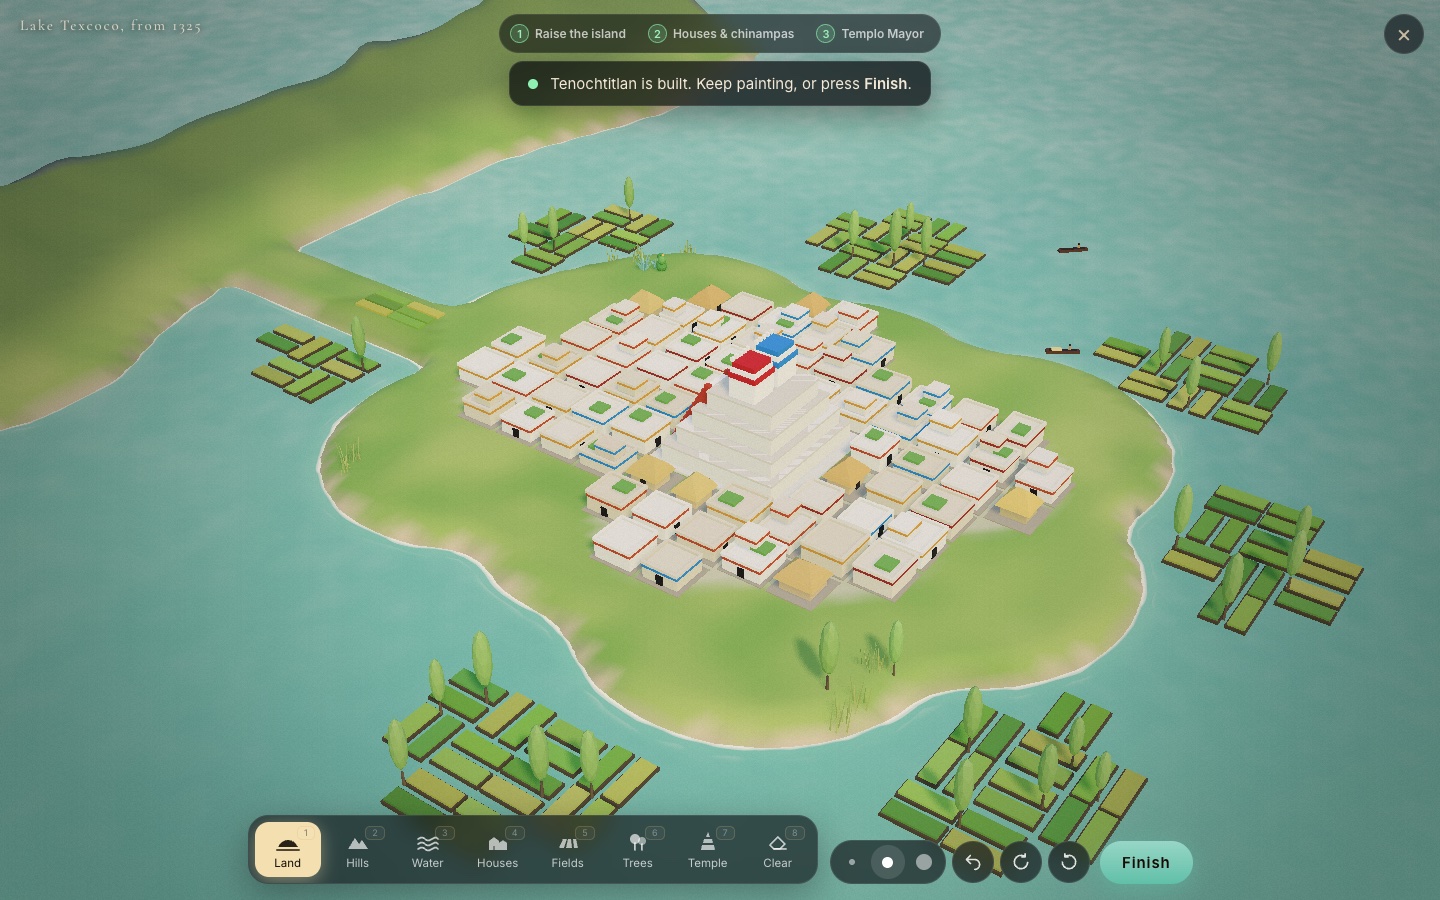 Lake Texcoco, from 1325
1 Raise the island 2 Houses & chinampas 3 Templo Mayor
Tenochtitlan is built. Keep painting, or press Finish.
1 2 3 4 5 6 7 8
Land Hills Water Houses Fields Trees Temple Clear
Finish